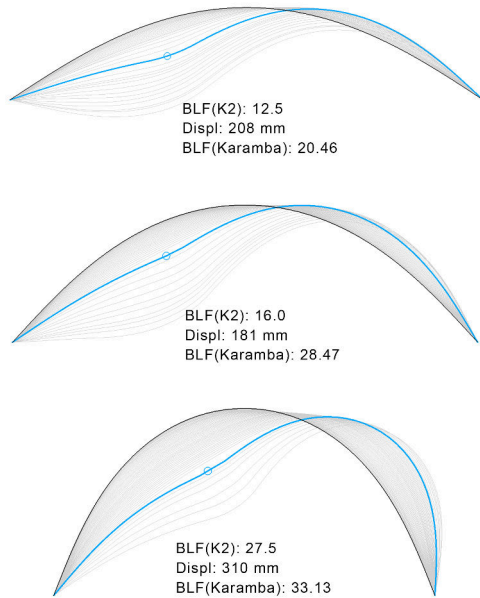 BLF(K2): 12.5
Displ: 208 mm
BLF(Karamba): 20.46
BLF(K2): 16.0
Displ: 181 mm
BLF(Karamba): 28.47
BLF(K2): 27.5
Displ: 310 mm
BLF(Karamba): 33.13